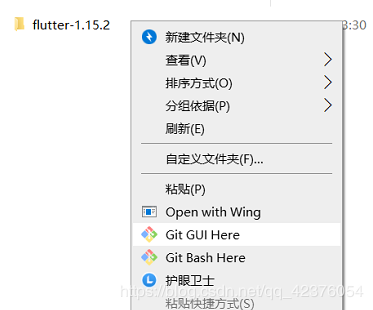 flutter-1.15.2
3:30
新建文件夹(N)
查看(V)
排序方式(O)
分组依据(P)
刷新(E)
自定义文件夹(F)...
粘贴(P)
Open with Wing
Git GUI Here
Git Bash Here
护眼卫士
https://blog.csdn.net/qq_42376054
粘贴快捷方式(S)